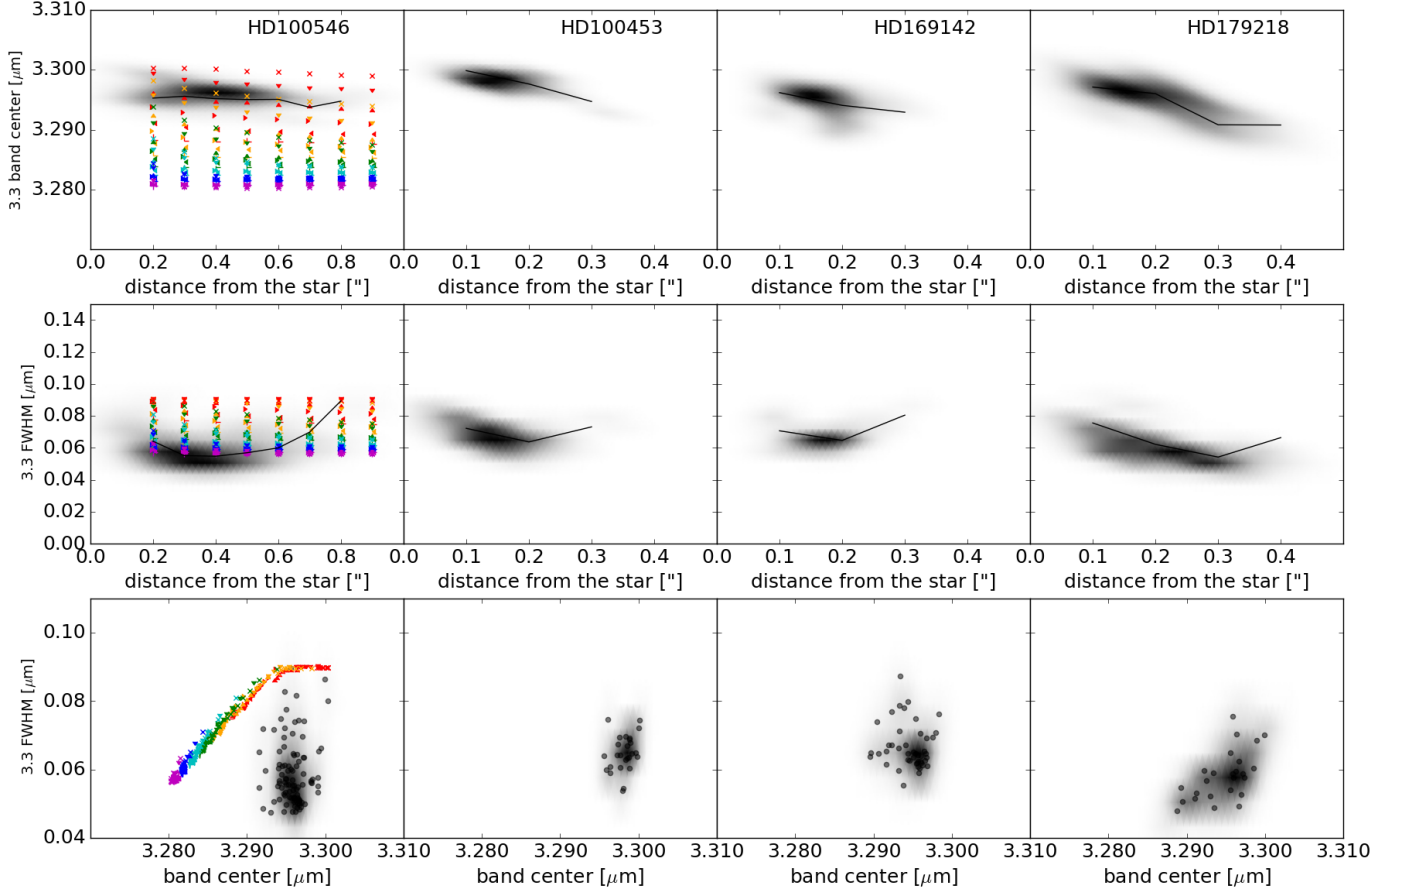 HD100546 HD100453 HD169142 HD179218
3.310
3.300
3.290
3.280
3.3 band center [μm]
0.0 0.2 0.4 0.6 0.8 0.0 0.1 0.2 0.3 0.4 0.0 0.1 0.2 0.3 0.4 0.0 0.1 0.2 0.3 0.4
distance from the star ["] distance from the star ["] distance from the star ["] distance from the star ["]
0.14
0.12
0.10
0.08
0.06
0.04
0.02
0.00
3.3 FWHM [μm]
0.0 0.2 0.4 0.6 0.8 0.0 0.1 0.2 0.3 0.4 0.0 0.1 0.2 0.3 0.4 0.0 0.1 0.2 0.3 0.4
distance from the star ["] distance from the star ["] distance from the star ["] distance from the star ["]
0.10
0.08
0.06
0.04
3.3 FWHM [μm]
3.280 3.290 3.300 3.310 3.280 3.290 3.300 3.310 3.280 3.290 3.300 3.310 3.280 3.290 3.300 3.310
band center [μm] band center [μm] band center [μm] band center [μm]